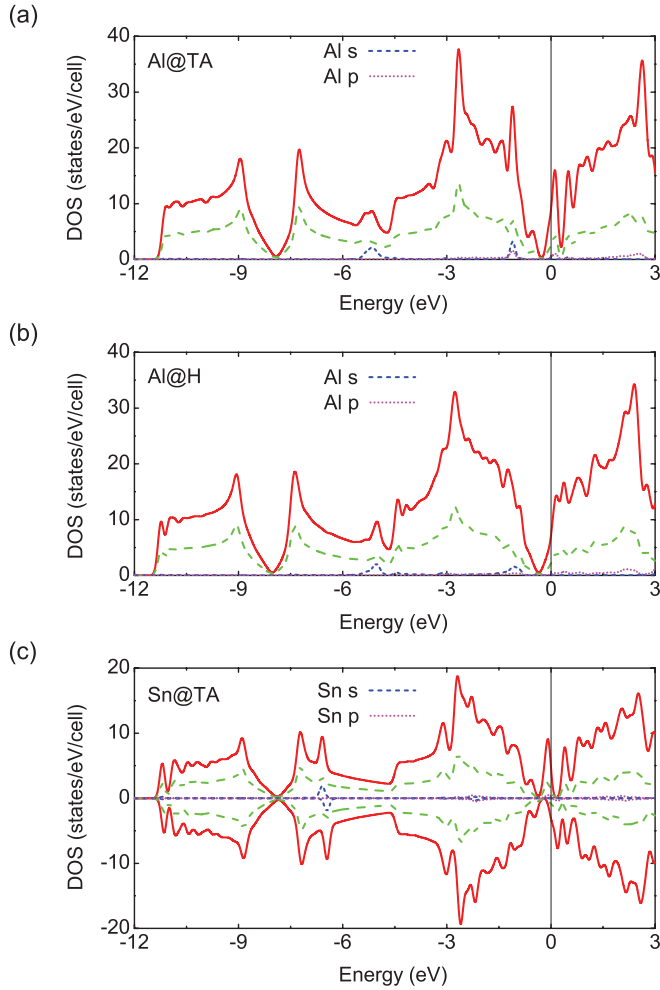 (a)
40
30
20
10
0
DOS (states/eV/cell)
Al@TA
Al s
Al p
-12 -9 -6 -3 0 3
Energy (eV)
(b)
40
30
20
10
0
DOS (states/eV/cell)
Al@H
Al s
Al p
-12 -9 -6 -3 0 3
Energy (eV)
(c)
20
10
0
-10
-20
DOS (states/eV/cell)
Sn@TA
Sn s
Sn p
-12 -9 -6 -3 0 3
Energy (eV)